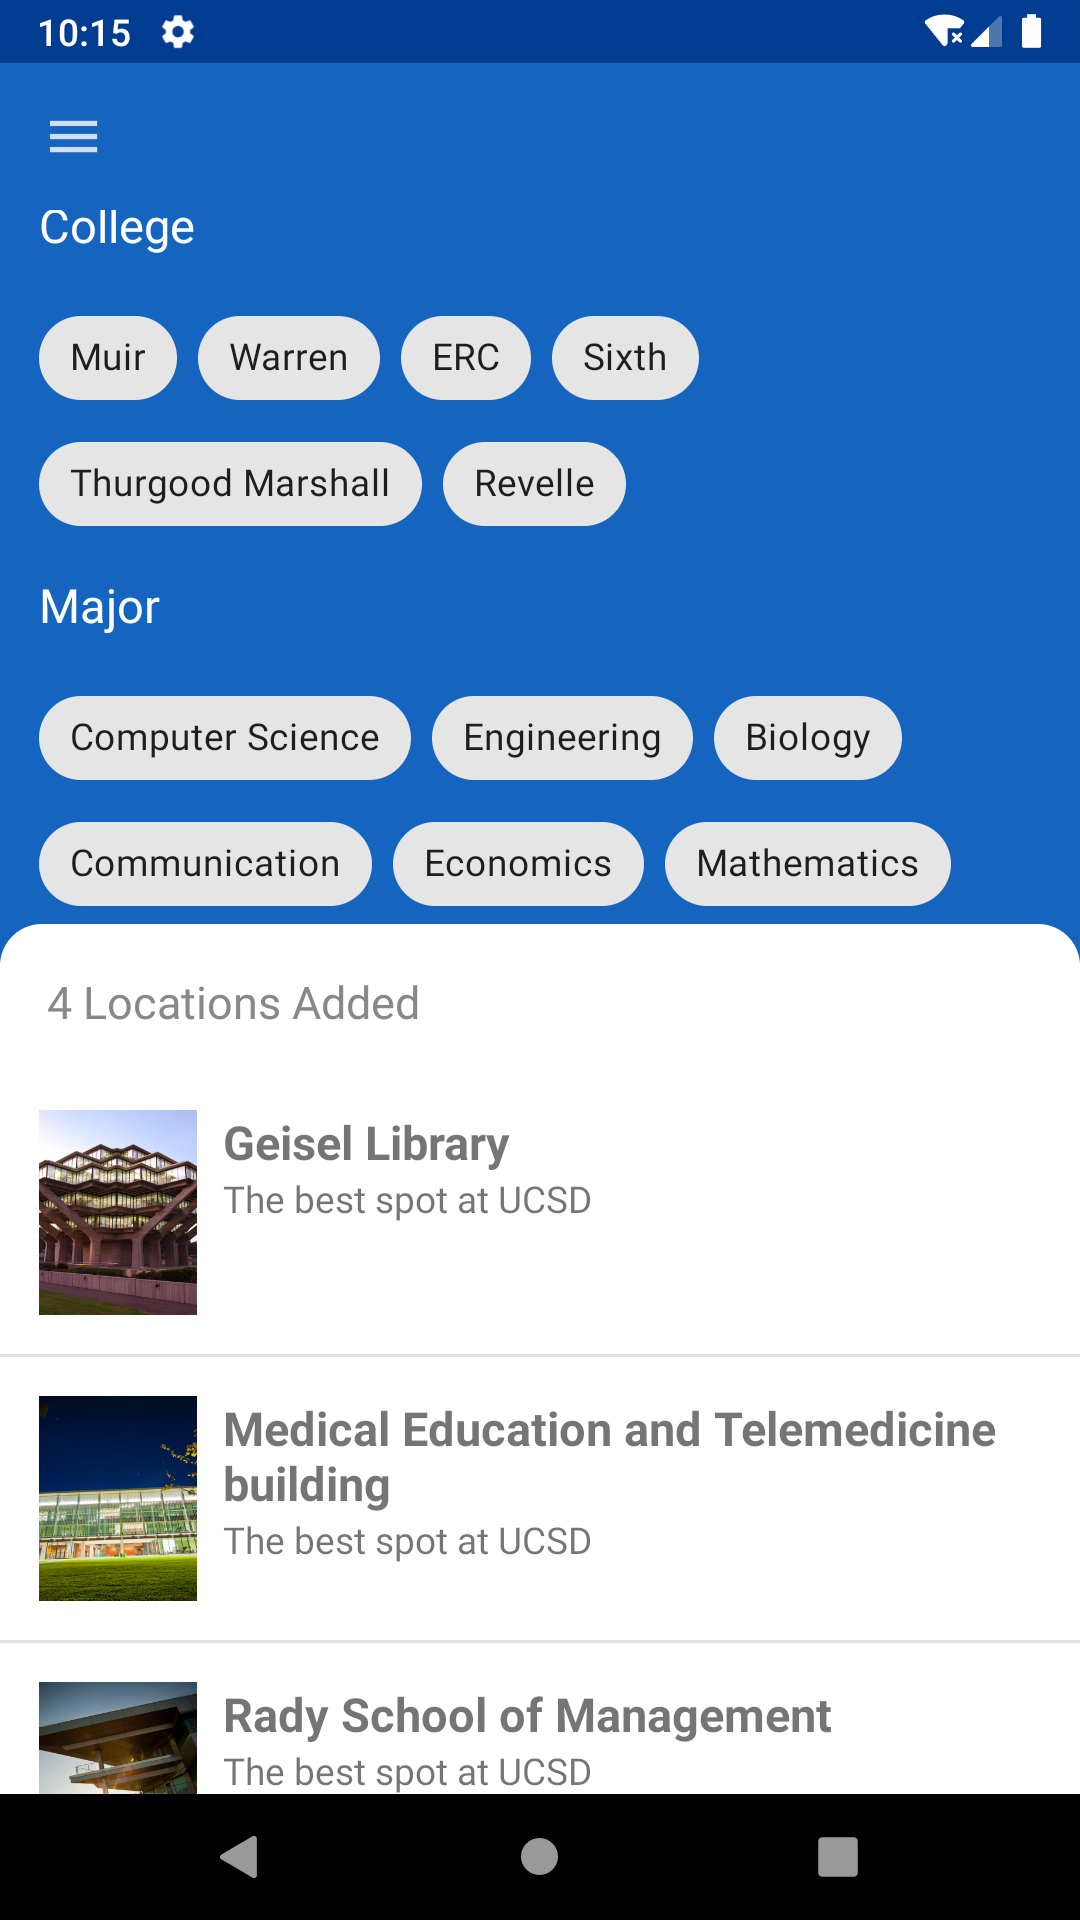 10:15
College
Muir
Warren
ERC
Sixth
Thurgood Marshall
Revelle
Major
Computer Science
Engineering
Biology
Communication
Economics
Mathematics
4 Locations Added
Geisel Library
The best spot at UCSD
Medical Education and Telemedicine
building
The best spot at UCSD
Rady School of Management
The best spot at UCSD